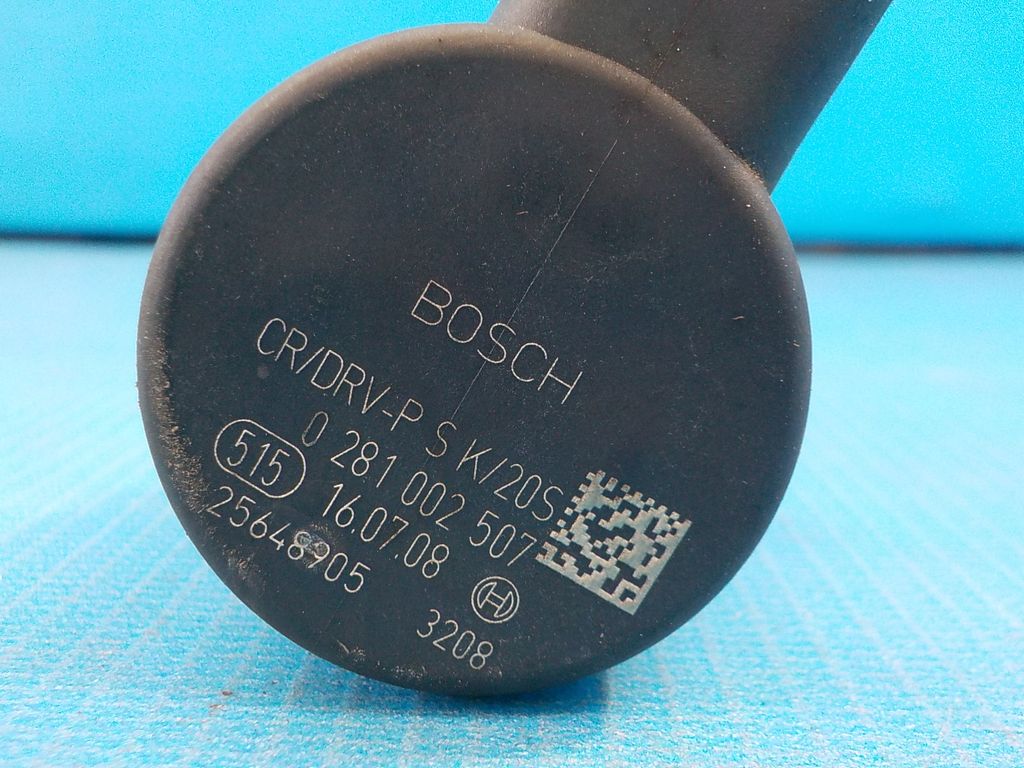 BOSCH
CR/DRV-P S K/20S
0 281 002 507
515 16.07.08
25648905 3208